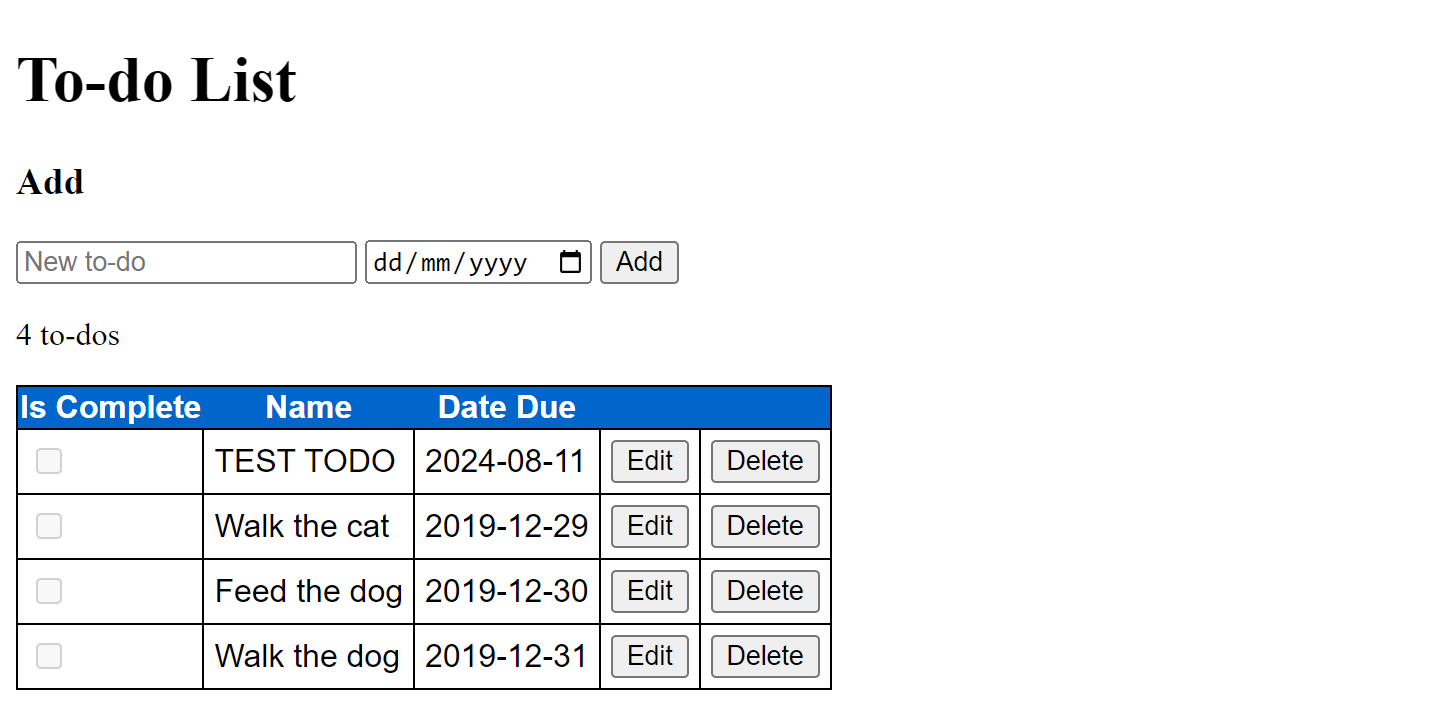 To-do List
Add
New to-do dd/mm/yyyy Add
4 to-dos
Is Complete Name Date Due
TEST TODO 2024-08-11 Edit Delete
Walk the cat 2019-12-29 Edit Delete
Feed the dog 2019-12-30 Edit Delete
Walk the dog 2019-12-31 Edit Delete